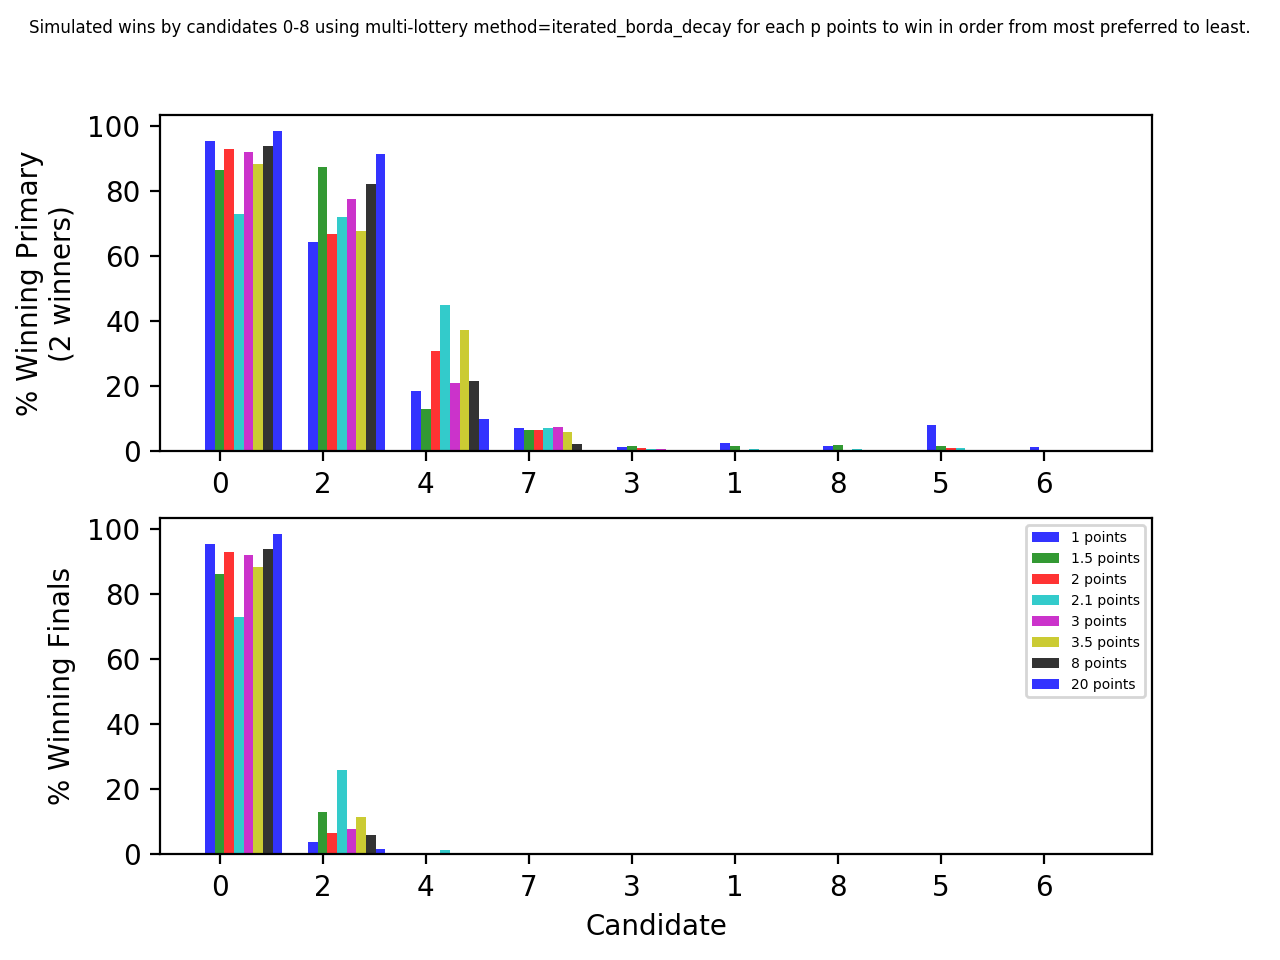 Simulated wins by candidates 0-8 using multi-lottery method=iterated_borda_decay for each p points to win in order from most preferred to least.
% Winning Primary
(2 winners)
100
80
60
40
20
0
0 2 4 7 3 1 8 5 6
% Winning Finals
100
80
60
40
20
0
1 points
1.5 points
2 points
2.1 points
3 points
3.5 points
8 points
20 points
0 2 4 7 3 1 8 5 6
Candidate